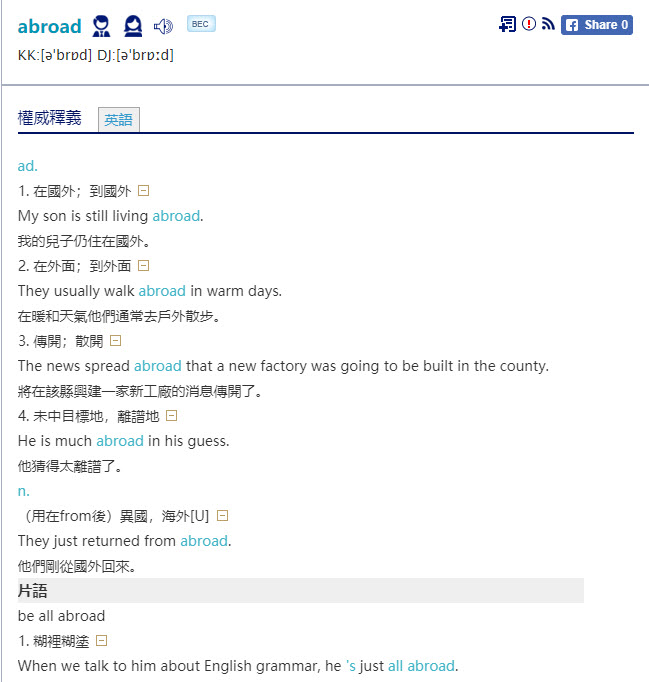 abroad BEC Share 0
KK:[ə'brɒd] DJ:[ə'brɒːd]
權威釋義 英語
ad.
1. 在國外；到國外
My son is still living abroad.
我的兒子仍住在國外。
2. 在外面；到外面
They usually walk abroad in warm days.
在暖和天氣他們通常去戶外散步。
3. 傳開；散開
The news spread abroad that a new factory was going to be built in the county.
將在該縣興建一家新工廠的消息傳開了。
4. 未中目標地，離譜地
He is much abroad in his guess.
他猜得太離譜了。
n.
（用在from後）異國，海外[U]
They just returned from abroad.
他們剛從國外回來。
片語
be all abroad
1. 糊裡糊塗
When we talk to him about English grammar, he 's just all abroad.